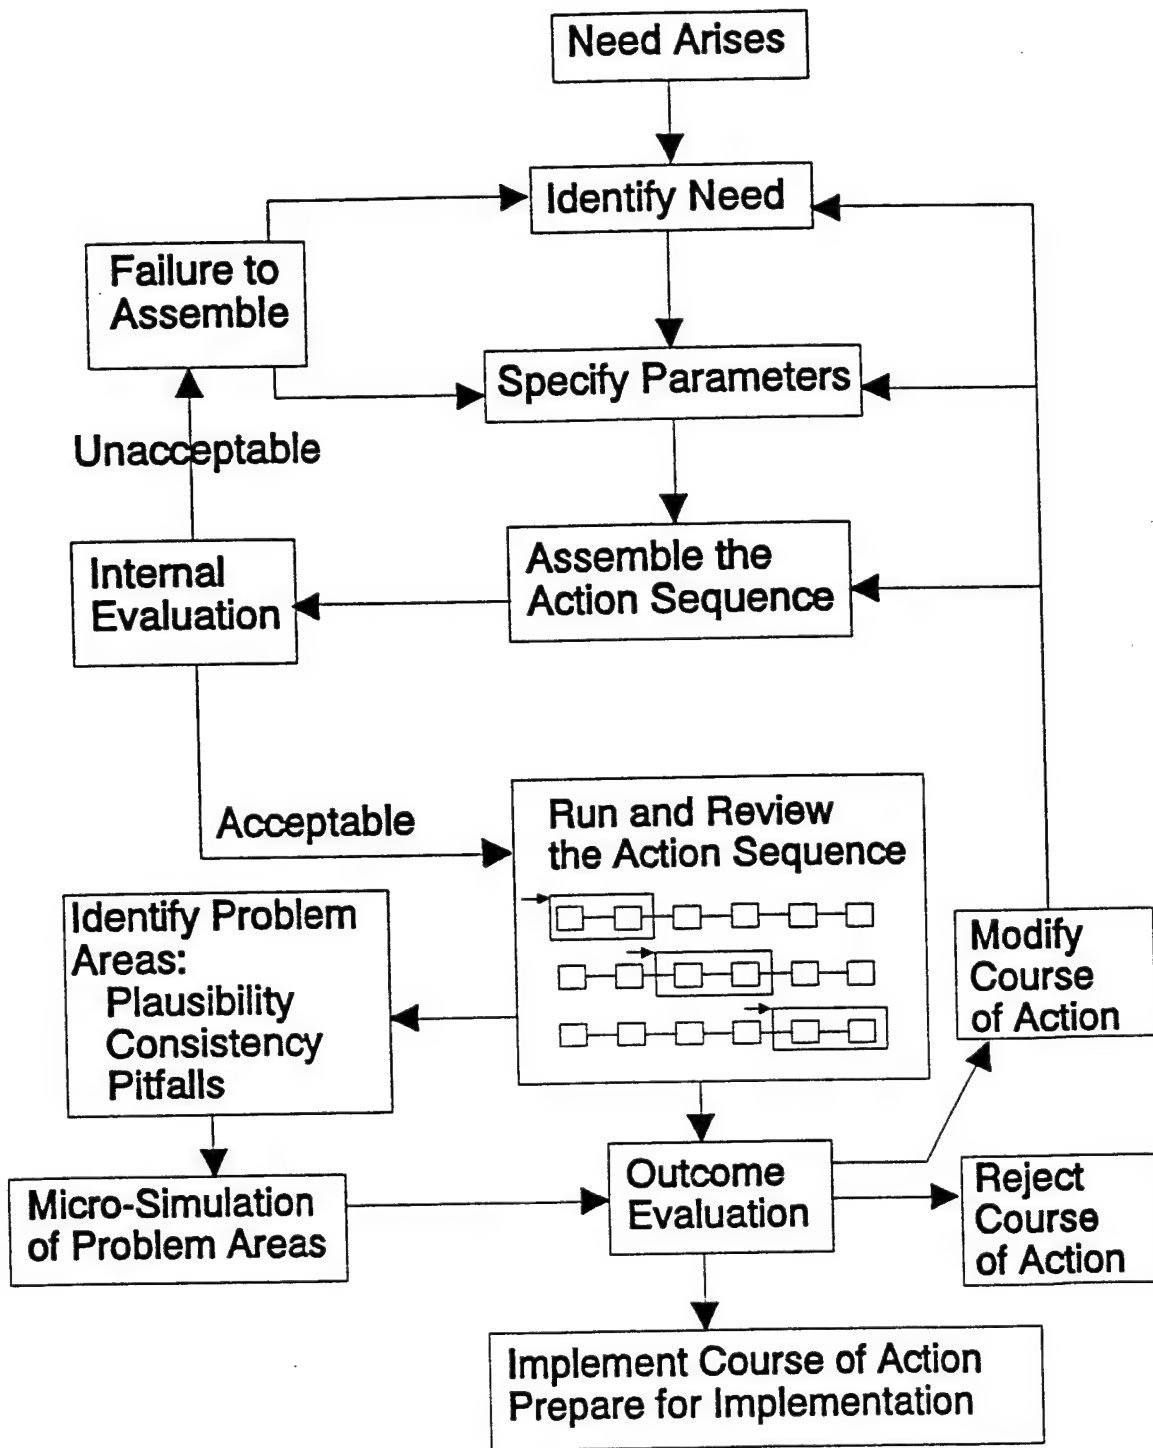 Need Arises
Identify Need
Failure to
Assemble
Specify Parameters
Unacceptable
Assemble the
Action Sequence
Internal
Evaluation
Acceptable
Run and Review
the Action Sequence
Identify Problem
Areas:
Plausibility
Consistency
Pitfalls
Modify
Course
of Action
Micro-Simulation
of Problem Areas
Outcome
Evaluation
Reject
Course
of Action
Implement Course of Action
Prepare for Implementation